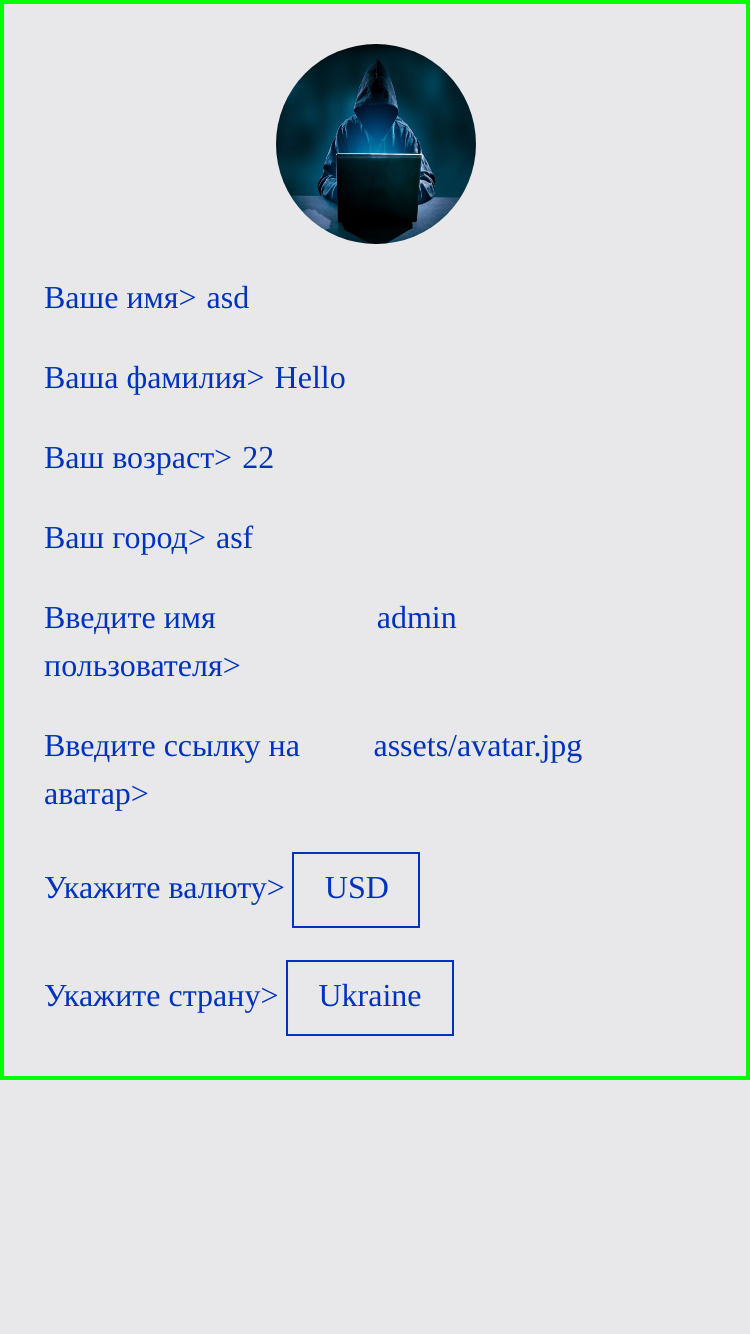 Ваше имя> asd
Ваша фамилия> Hello
Ваш возраст> 22
Ваш город> asf
Введите имя admin
пользователя>
Введите ссылку на assets/avatar.jpg
аватар>
Укажите валюту> USD
Укажите страну> Ukraine